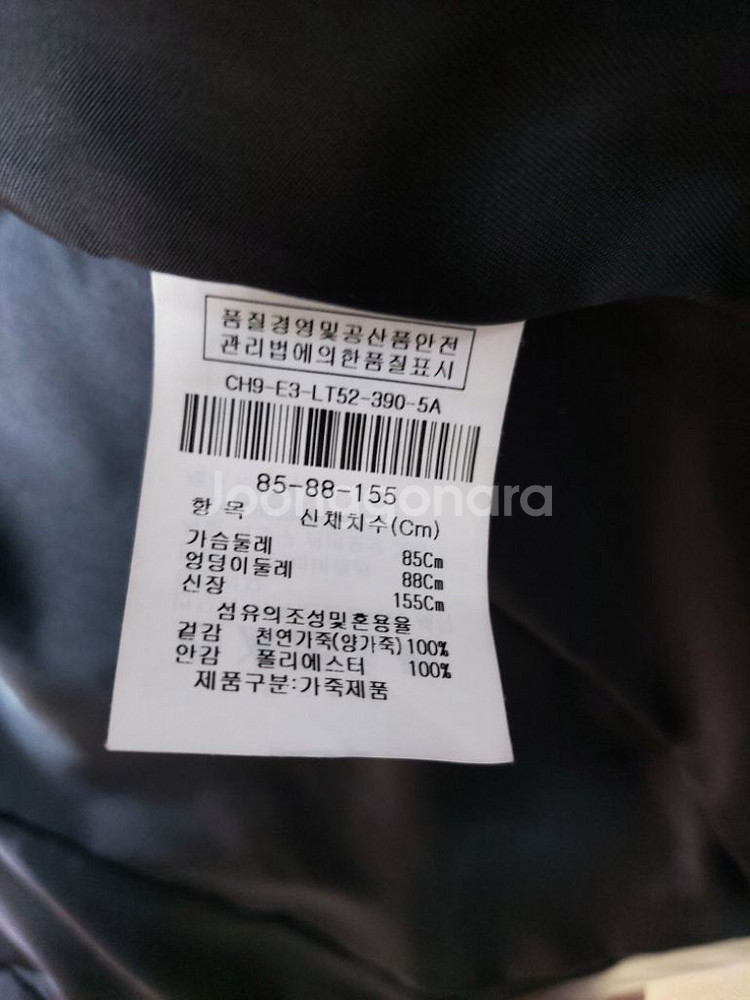 품질경영및공산품안전
관리법에의한품질표시
CH9-E3-LT52-390-5A
85-88-155
Joonggonara
항 목 신체치수(Cm)
가슴둘레 85Cm
엉덩이둘레 88Cm
신장 155Cm
섬유의조성및혼용율
겉감 천연가죽(양가죽)100%
안감 폴리에스터 100%
제품구분:가죽제품